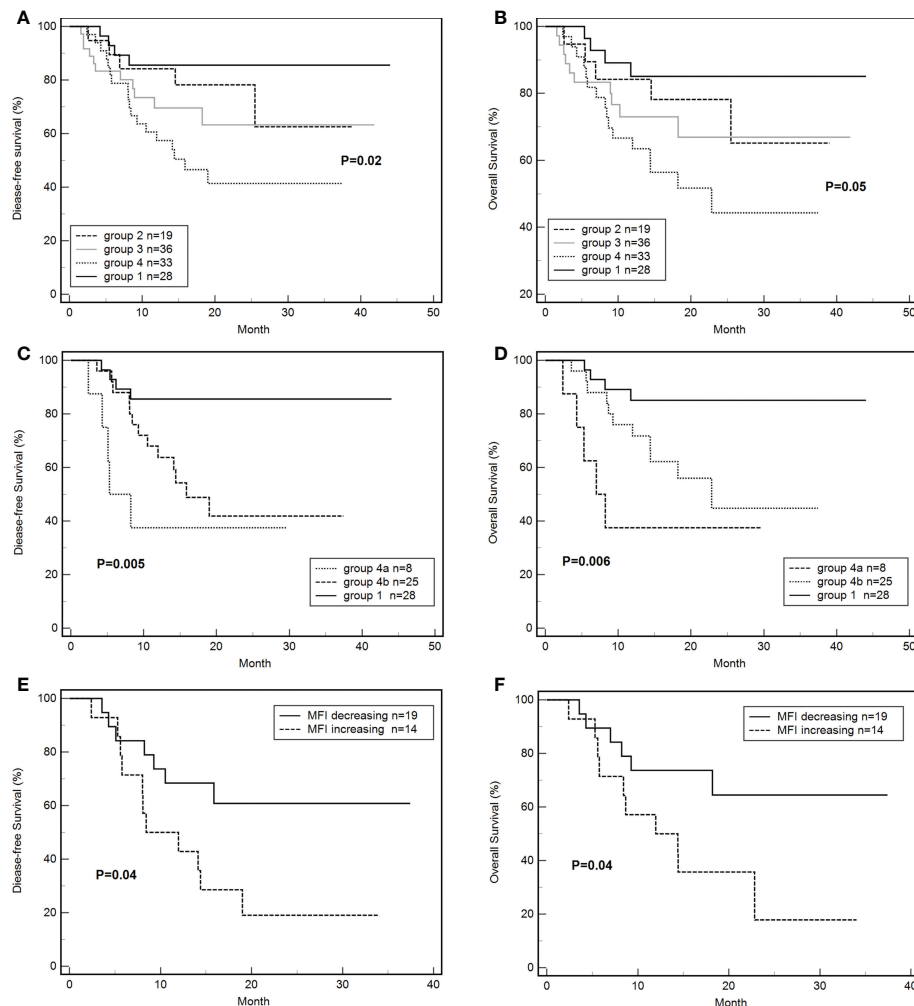 A
Diease-free survival (%)
100
80
60
40
20
0
P=0.02
group 2 n=19
group 3 n=36
group 4 n=33
group 1 n=28
0 10 20 30 40 50
Month
B
Overall Survival (%)
100
80
60
40
20
P=0.05
group 2 n=19
group 3 n=36
group 4 n=33
group 1 n=28
0 10 20 30 40 50
Month
C
Diease-free Survival (%)
100
80
60
40
20
0
P=0.005
group 4a n=8
group 4b n=25
group 1 n=28
0 10 20 30 40 50
Month
D
Overall Survival (%)
100
80
60
40
20
0
P=0.006
group 4a n=8
group 4b n=25
group 1 n=28
0 10 20 30 40 50
Month
E
Diease-free Survival (%)
100
80
60
40
20
0
MFI decreasing n=19
MFI increasing n=14
P=0.04
0 10 20 30 40
Month
F
Overall Survival (%)
100
80
60
40
20
0
MFI decreasing n=19
MFI increasing n=14
P=0.04
0 10 20 30 40
Month